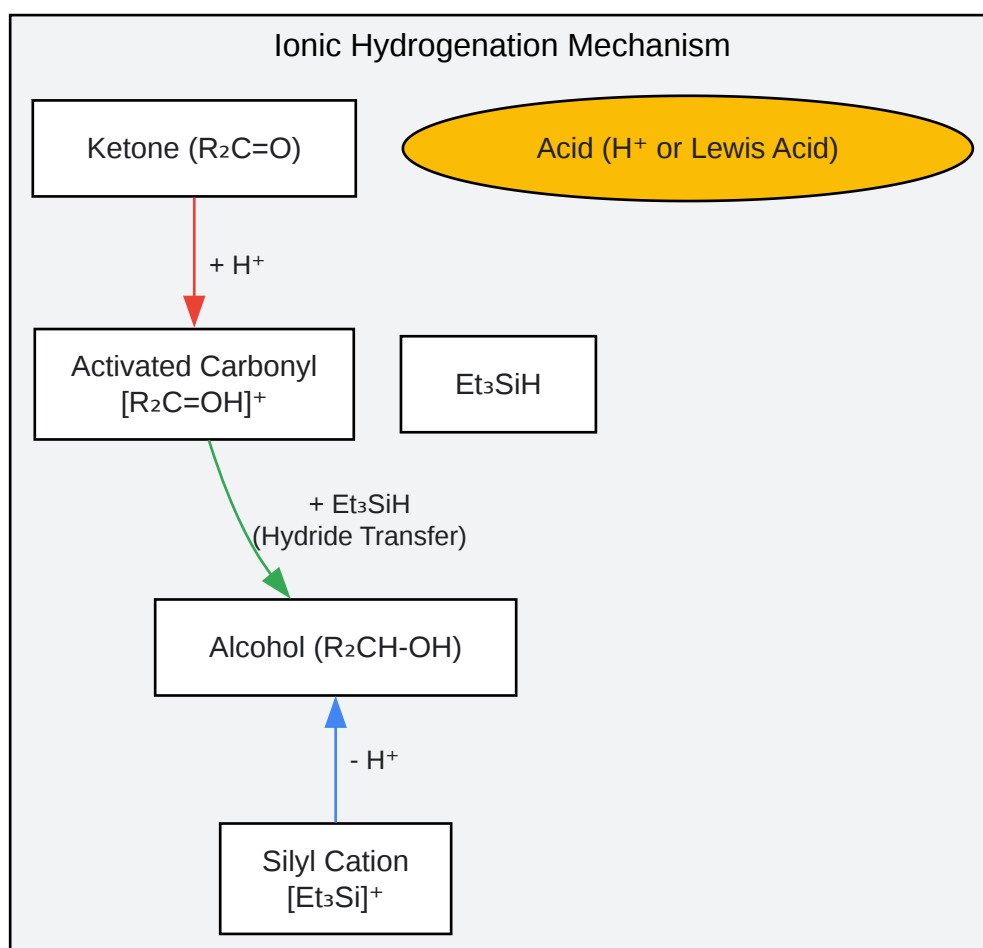 Ionic Hydrogenation Mechanism
Ketone (R₂C=O)
Acid (H⁺ or Lewis Acid)
+ H⁺
Activated Carbonyl
[R₂C=OH]⁺
Et₃SiH
+ Et₃SiH
(Hydride Transfer)
Alcohol (R₂CH-OH)
- H⁺
Silyl Cation
[Et₃Si]⁺